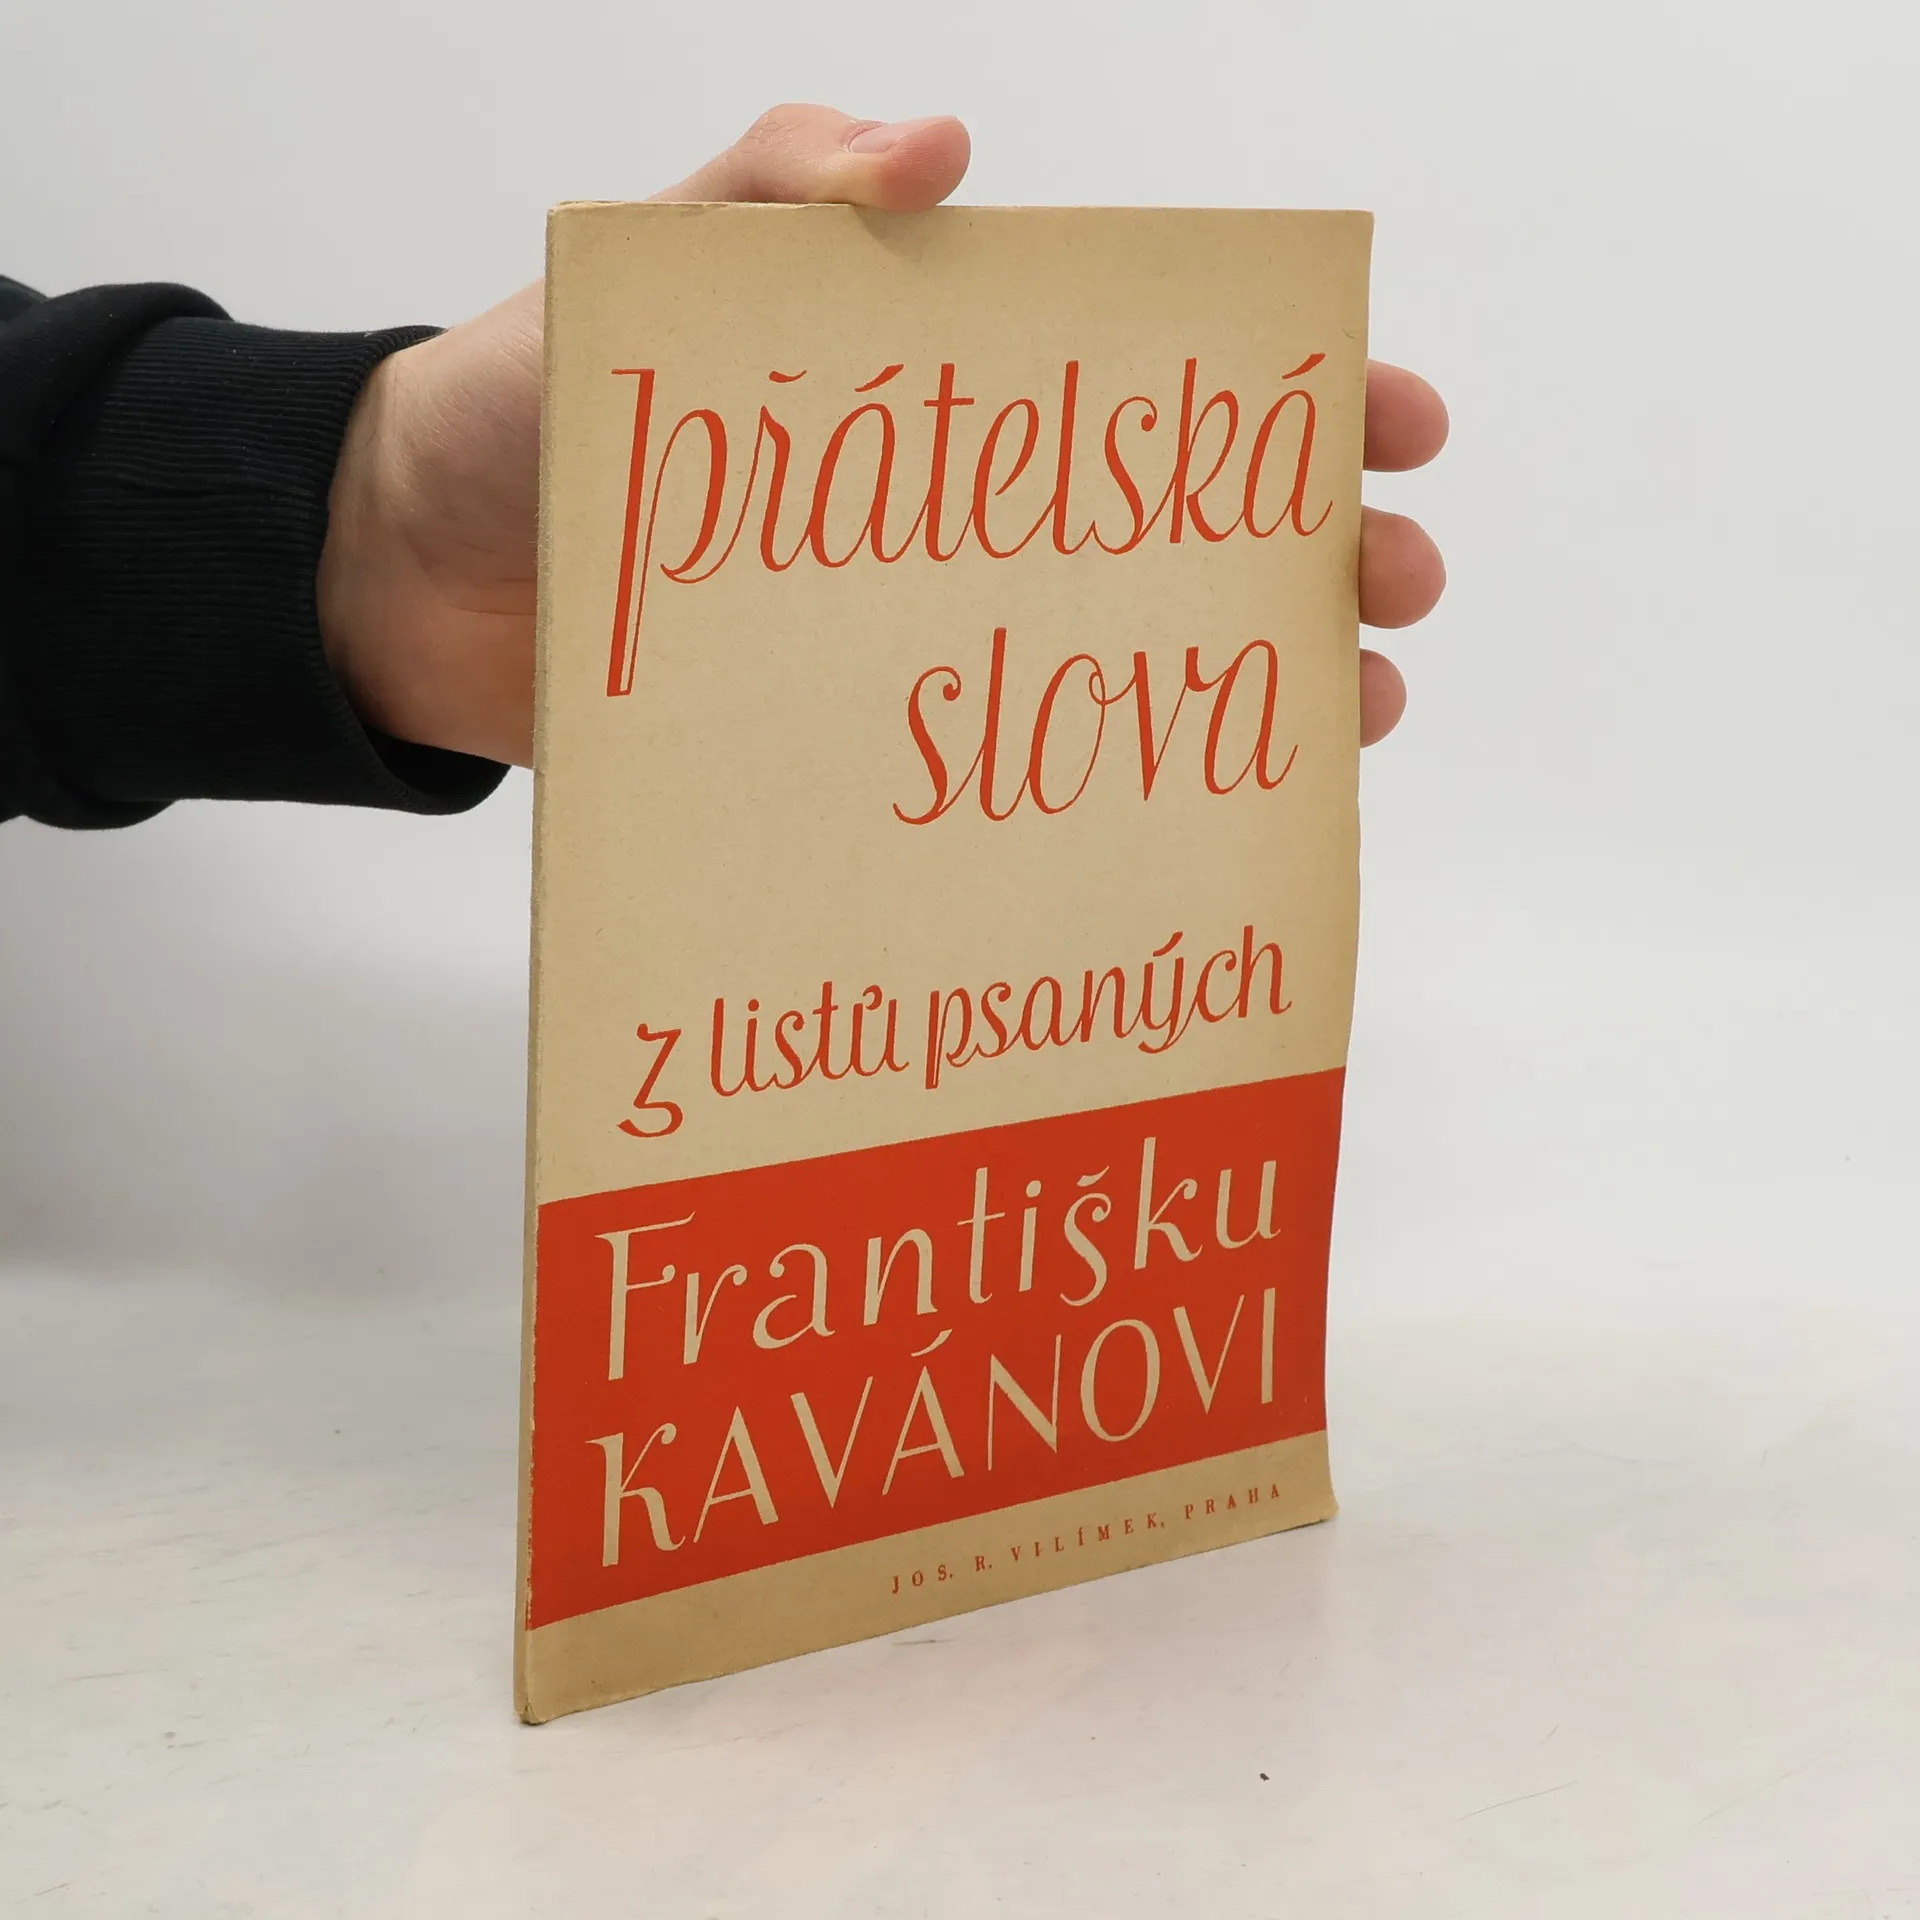 přátelská
slova
z listů psaných
Františku
KAVÁNOVI
JOS. R. VILÍMEK, PRAHA